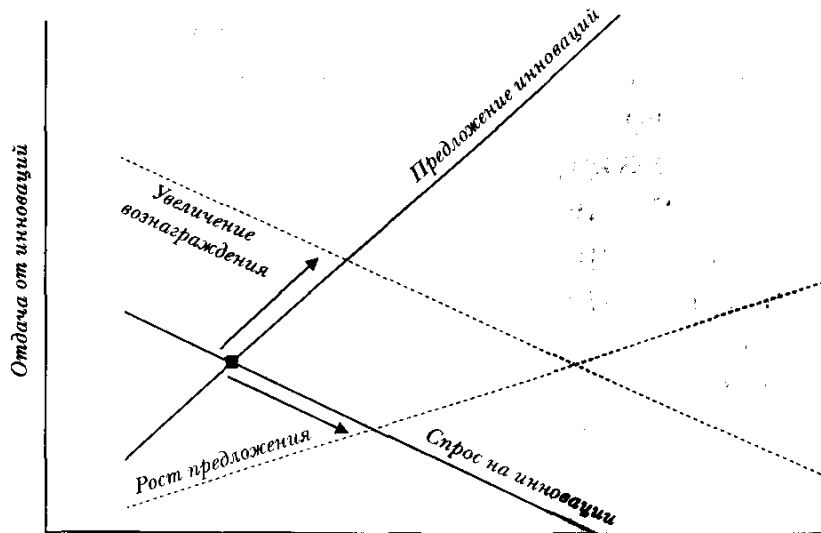 Отдача от инноваций
Предложение инноваций
Увеличение
вознаграждения
Рост предложения
Спрос на инновации